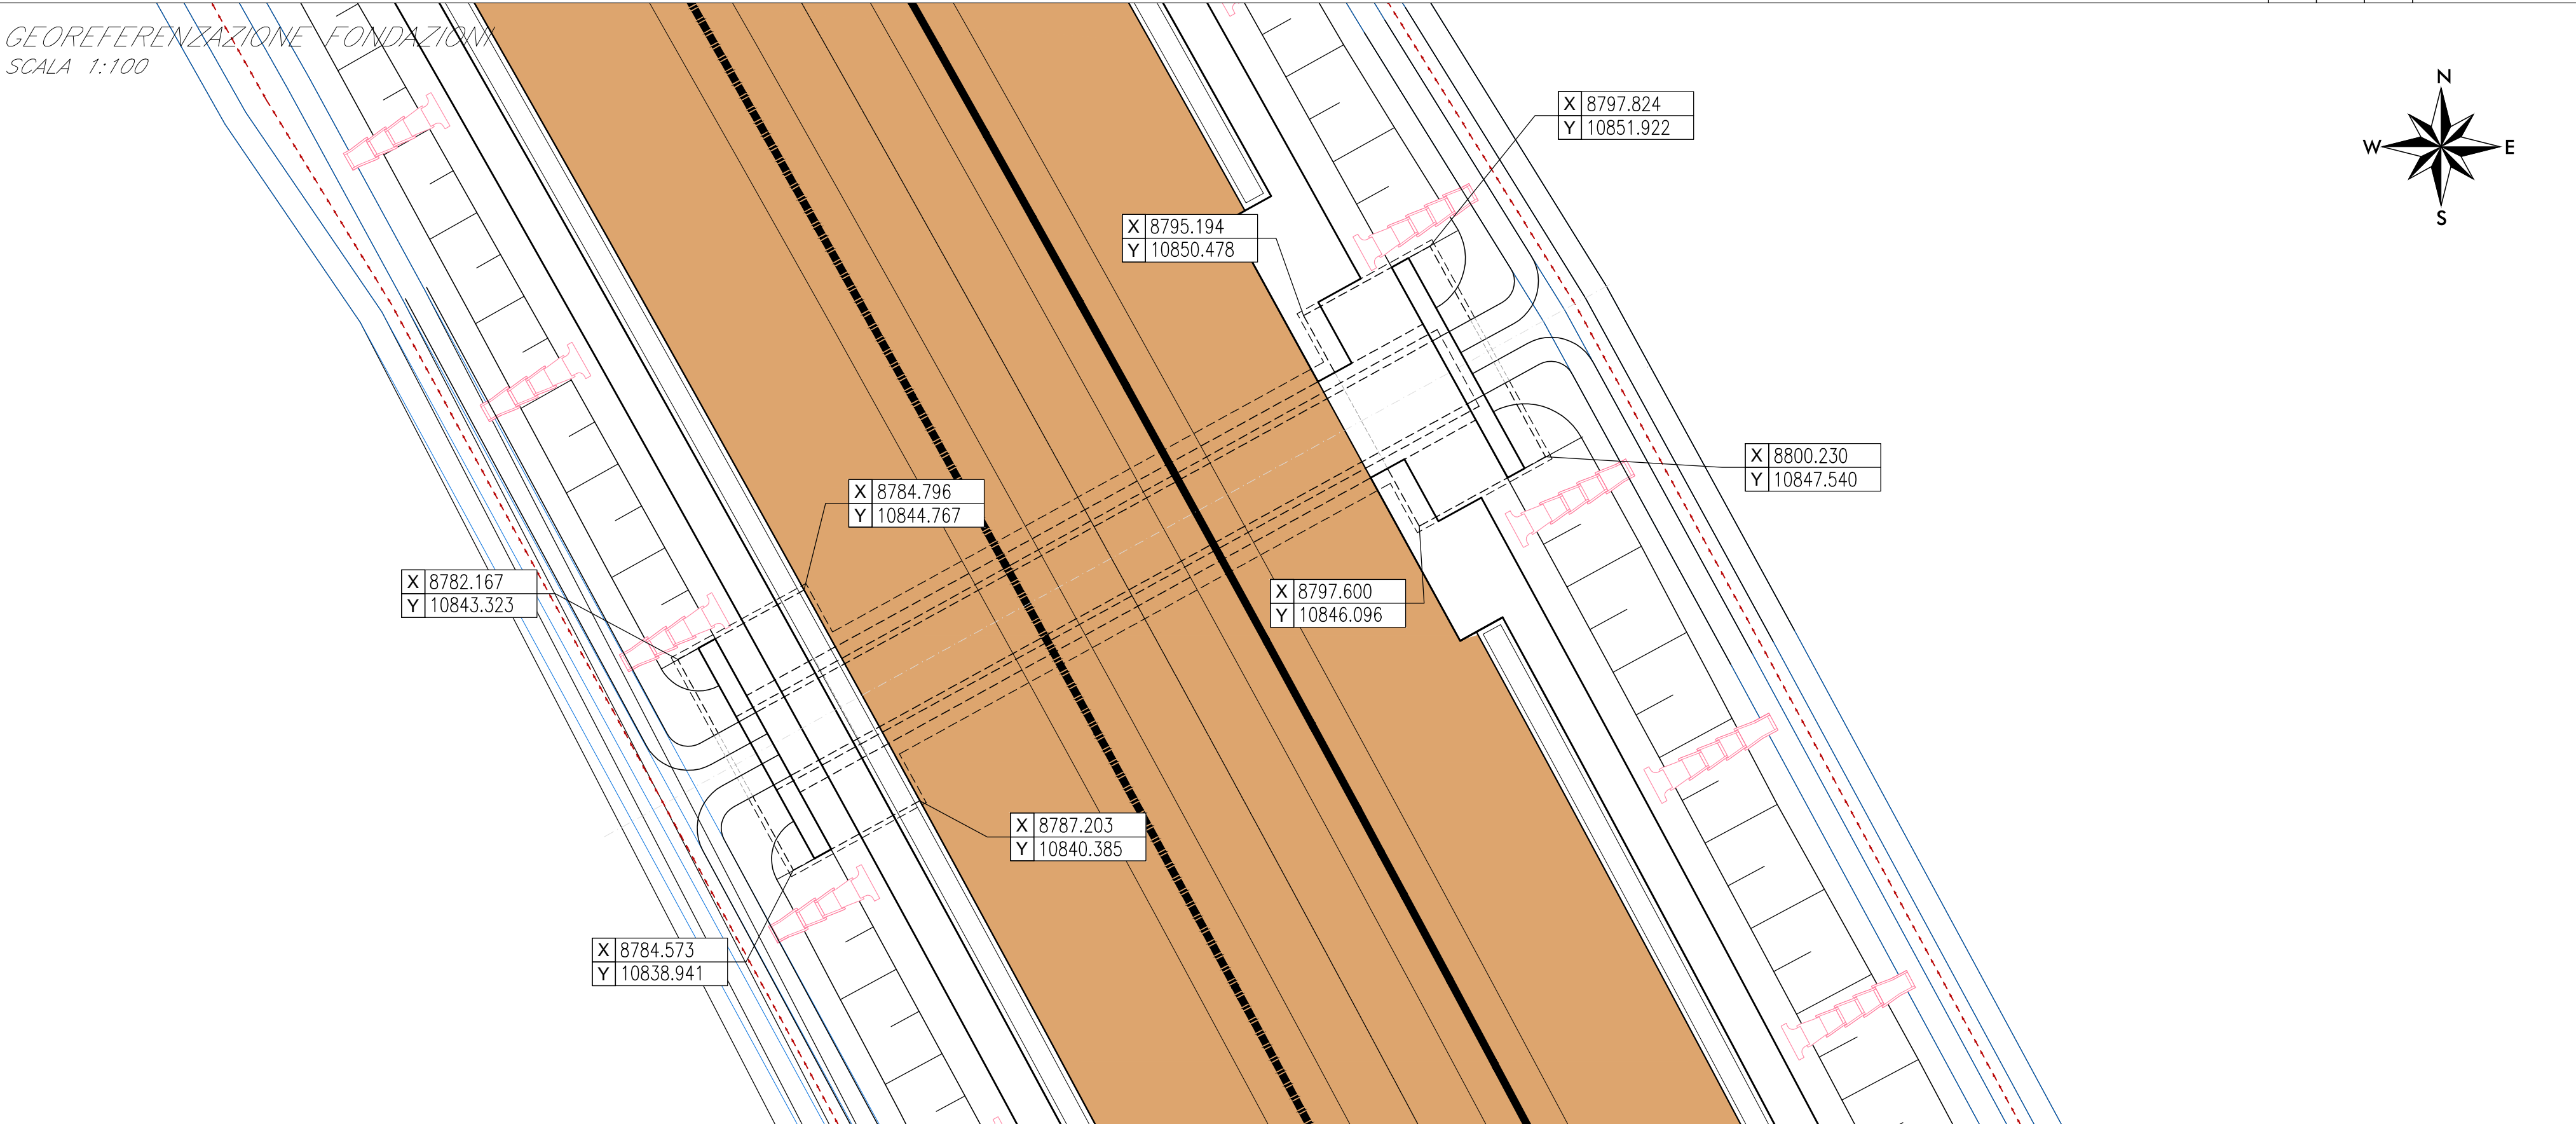 GEOREFERENZAZIONE FONDAZIONI
SCALA 1:100
N
W E
S
X 8797.824
Y 10851.922
X 8795.194
Y 10850.478
X 8800.230
Y 10847.540
X 8784.796
Y 10844.767
X 8782.167
Y 10843.323
X 8797.600
Y 10846.096
X 8787.203
Y 10840.385
X 8784.573
Y 10838.941